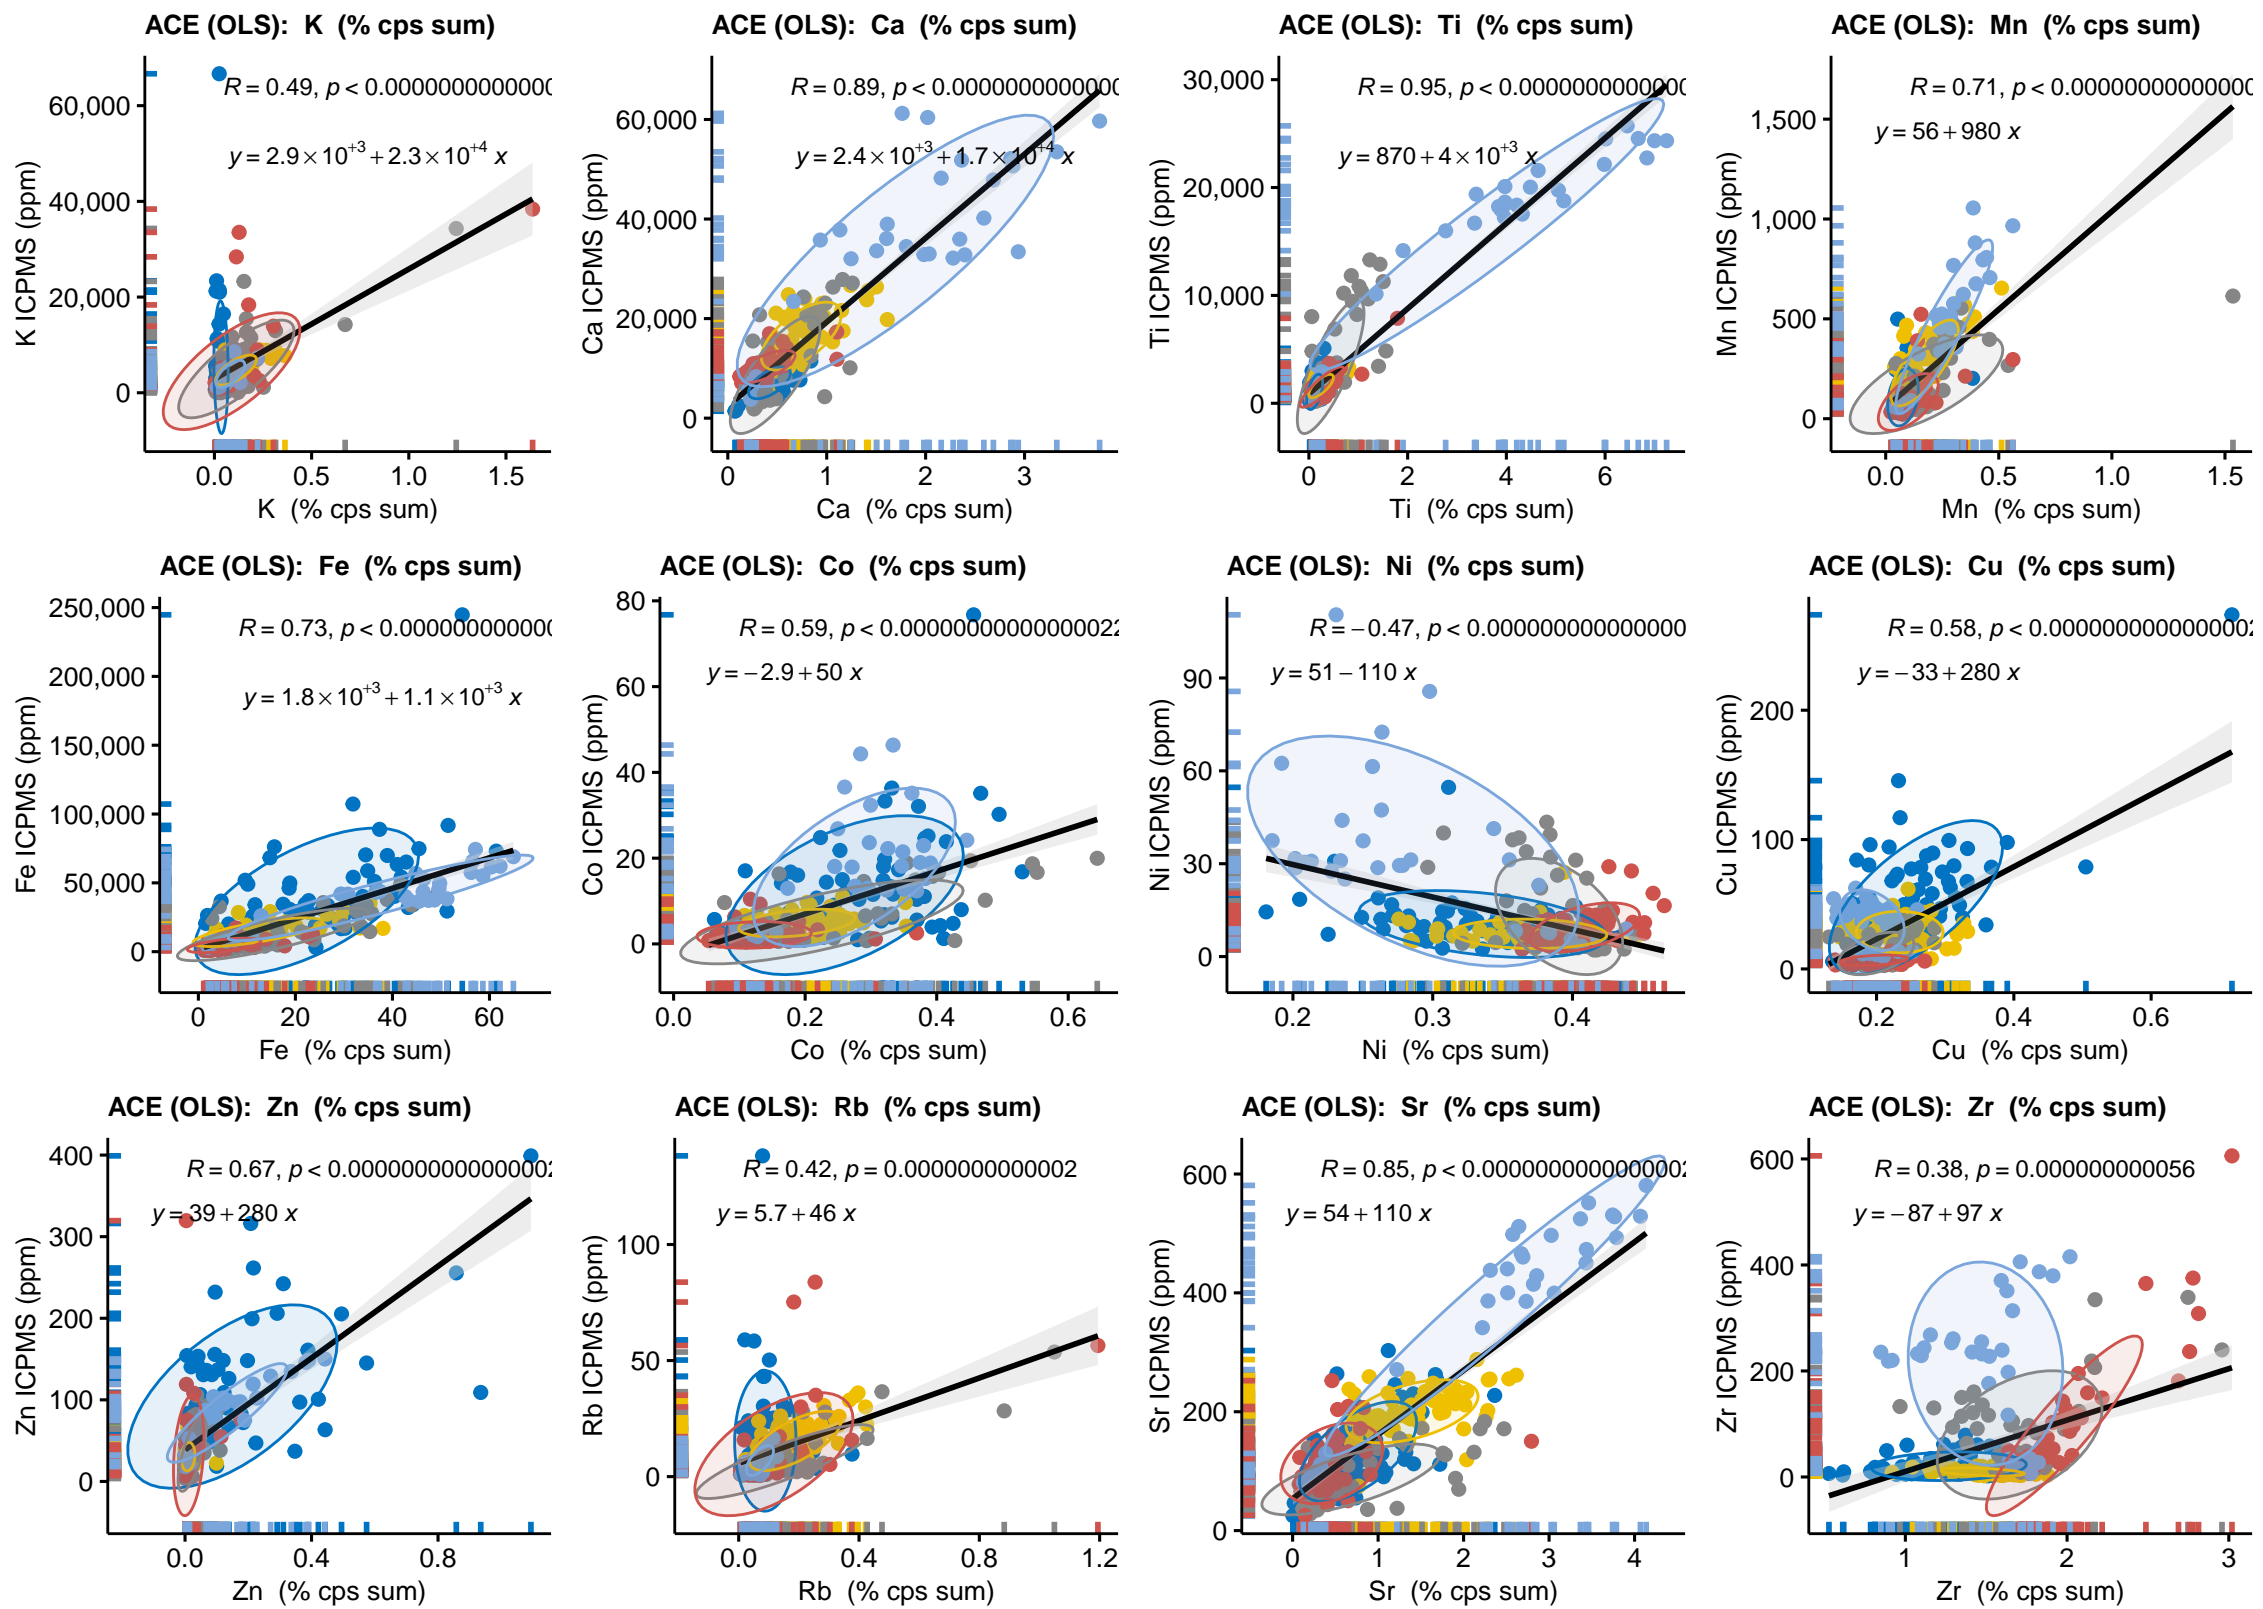 ACE (OLS): K (% cps sum)
R = 0.49, p < 0.0000000000000
y = 2.9 × 10⁺³ + 2.3 × 10⁺⁴ x
K ICPMS (ppm)
60,000
40,000
20,000
0
0.0 0.5 1.0 1.5
K (% cps sum)
ACE (OLS): Ca (% cps sum)
R = 0.89, p < 0.0000000000000
y = 2.4 × 10⁺³ + 1.7 × 10⁺⁴ x
Ca ICPMS (ppm)
60,000
40,000
20,000
0
0 1 2 3
Ca (% cps sum)
ACE (OLS): Ti (% cps sum)
R = 0.95, p < 0.0000000000000
y = 870 + 4 × 10⁺³ x
Ti ICPMS (ppm)
30,000
20,000
10,000
0
0 2 4 6
Ti (% cps sum)
ACE (OLS): Mn (% cps sum)
R = 0.71, p < 0.00000000000000
y = 56 + 980 x
Mn ICPMS (ppm)
1,500
1,000
500
0
0.0 0.5 1.0 1.5
Mn (% cps sum)
ACE (OLS): Fe (% cps sum)
R = 0.73, p < 0.000000000000
y = 1.8 × 10⁺³ + 1.1 × 10⁺³ x
Fe ICPMS (ppm)
250,000
200,000
150,000
100,000
50,000
0
0 20 40 60
Fe (% cps sum)
ACE (OLS): Co (% cps sum)
R = 0.59, p < 0.00000000000000022
y = −2.9 + 50 x
Co ICPMS (ppm)
80
60
40
20
0
0.0 0.2 0.4 0.6
Co (% cps sum)
ACE (OLS): Ni (% cps sum)
R = −0.47, p < 0.000000000000000
y = 51 − 110 x
Ni ICPMS (ppm)
90
60
30
0
0.2 0.3 0.4
Ni (% cps sum)
ACE (OLS): Cu (% cps sum)
R = 0.58, p < 0.0000000000000002
y = −33 + 280 x
Cu ICPMS (ppm)
200
100
0
0.2 0.4 0.6
Cu (% cps sum)
ACE (OLS): Zn (% cps sum)
R = 0.67, p < 0.0000000000000002
y = 39 + 280 x
Zn ICPMS (ppm)
400
300
200
100
0
0.0 0.4 0.8
Zn (% cps sum)
ACE (OLS): Rb (% cps sum)
R = 0.42, p = 0.0000000000002
y = 5.7 + 46 x
Rb ICPMS (ppm)
100
50
0
0.0 0.4 0.8 1.2
Rb (% cps sum)
ACE (OLS): Sr (% cps sum)
R = 0.85, p < 0.0000000000000002
y = 54 + 110 x
Sr ICPMS (ppm)
600
400
200
0
0 1 2 3 4
Sr (% cps sum)
ACE (OLS): Zr (% cps sum)
R = 0.38, p = 0.000000000056
y = −87 + 97 x
Zr ICPMS (ppm)
600
400
200
0
1 2 3
Zr (% cps sum)